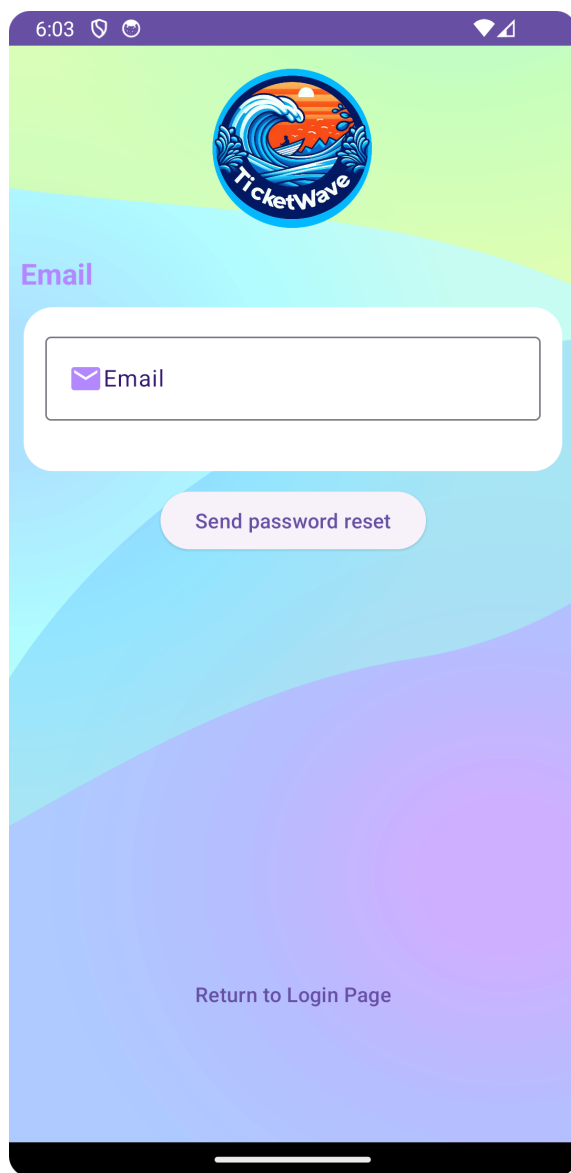 6:03
TicketWave
Email
Email
Send password reset
Return to Login Page